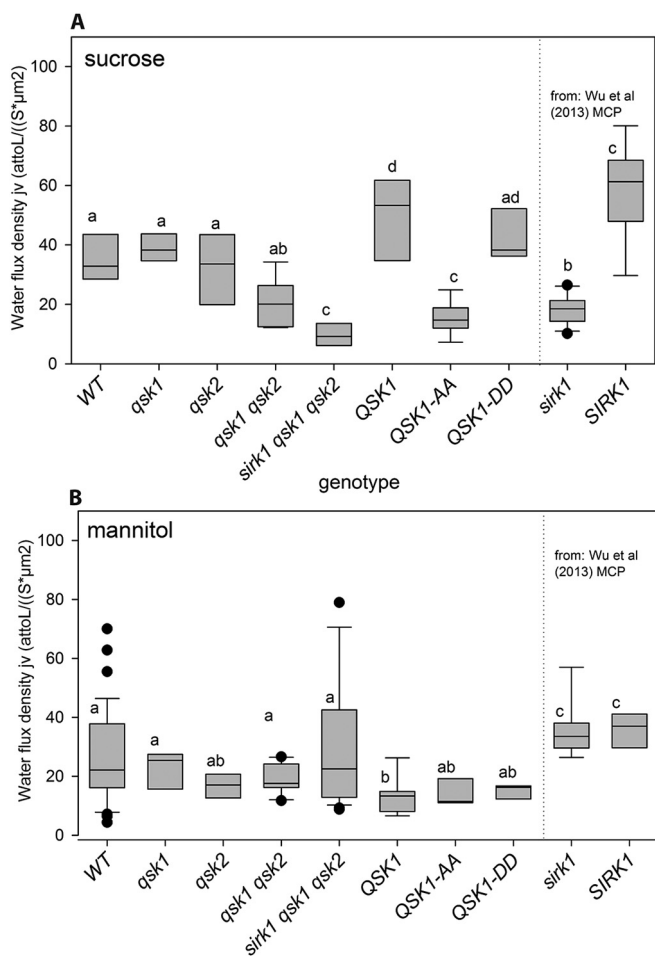 A
sucrose
from: Wu et al
(2013) MCP
Water flux density jv (attoL/((S*µm2)
100
80
60
40
20
0
a
a
a
ab
c
d
c
ad
b
c
WT
qsk1
qsk2
qsk1 qsk2
sirk1 qsk1 qsk2
QSK1
QSK1-AA
QSK1-DD
sirk1
SIRK1
genotype
B
mannitol
from: Wu et al
(2013) MCP
Water flux density jv (attoL/((S*µm2)
100
80
60
40
20
0
a
a
ab
a
a
b
ab
ab
c
c
WT
qsk1
qsk2
qsk1 qsk2
sirk1 qsk1 qsk2
QSK1
QSK1-AA
QSK1-DD
sirk1
SIRK1